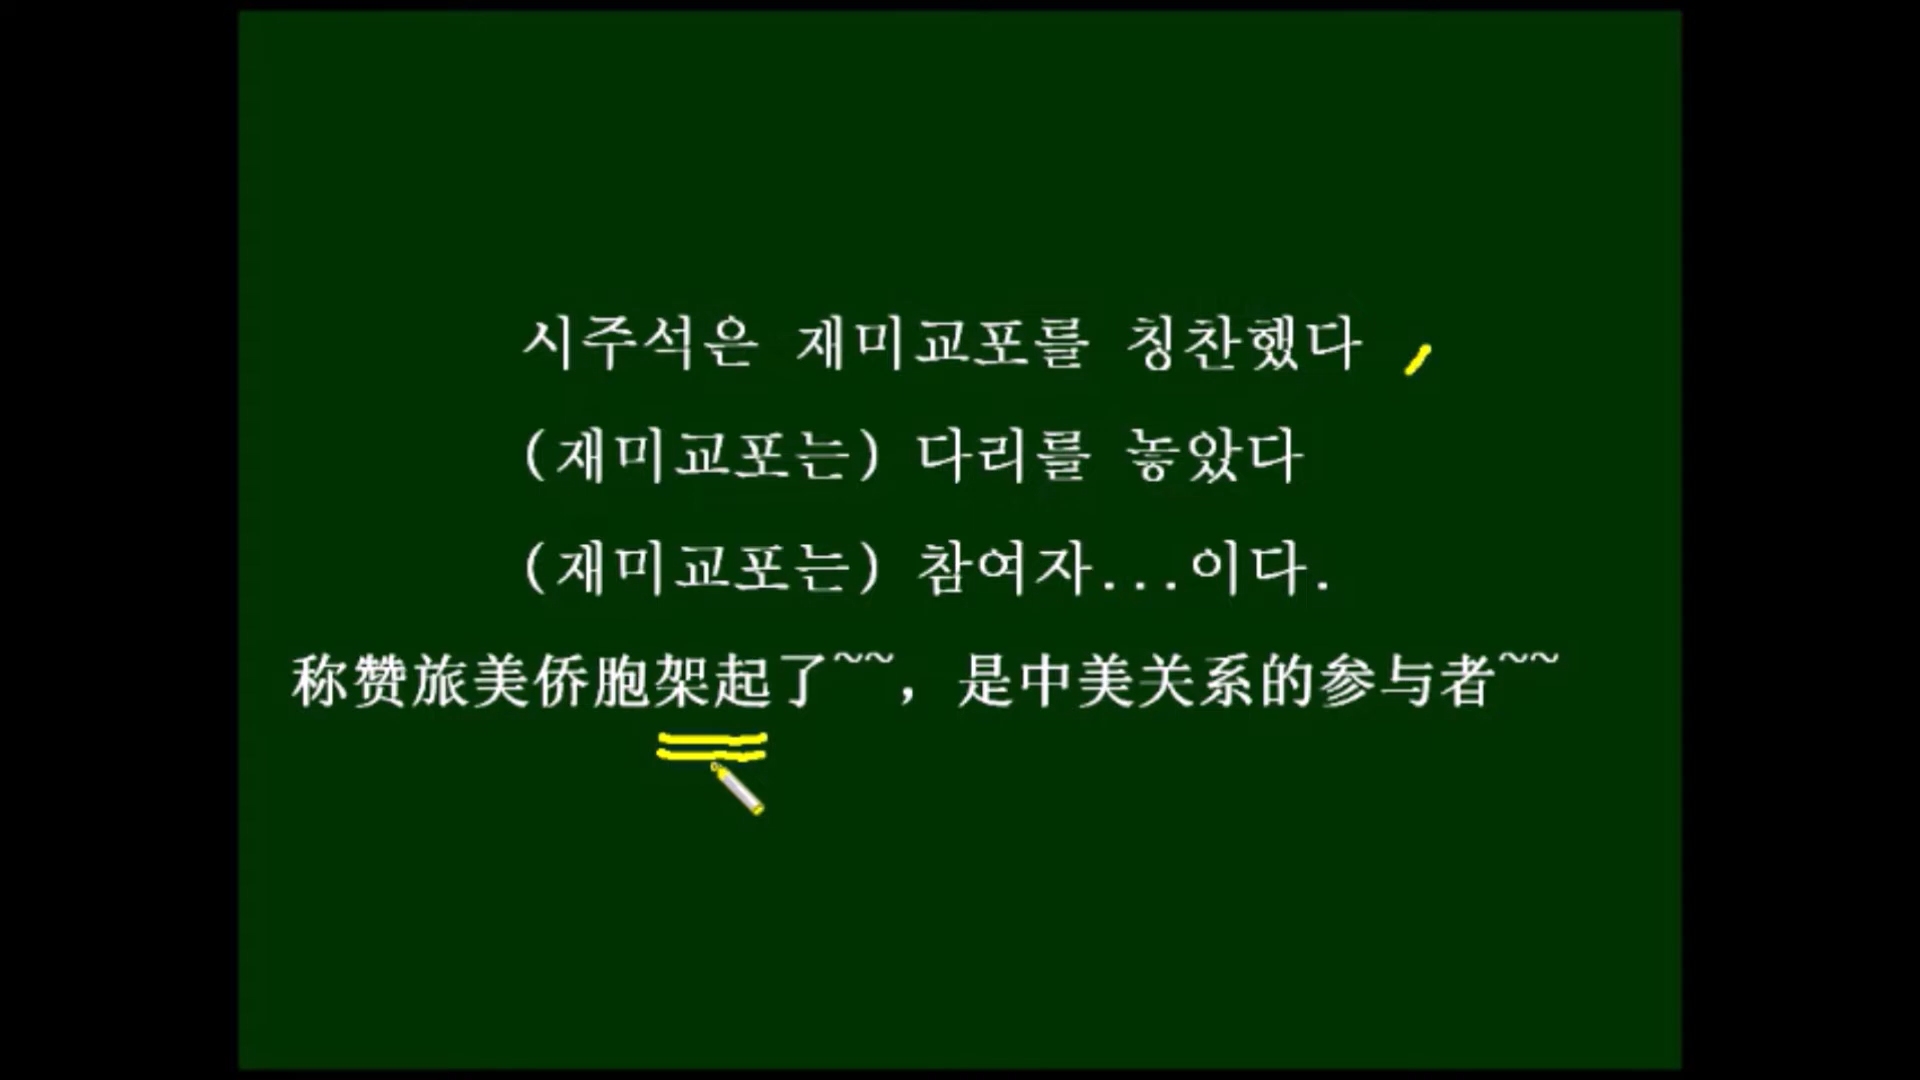 시주석은 재미교포를 칭찬했다
(재미교포는) 다리를 놓았다
(재미교포는) 참여자...이다.
称赞旅美侨胞架起了~~，是中美关系的参与者~~